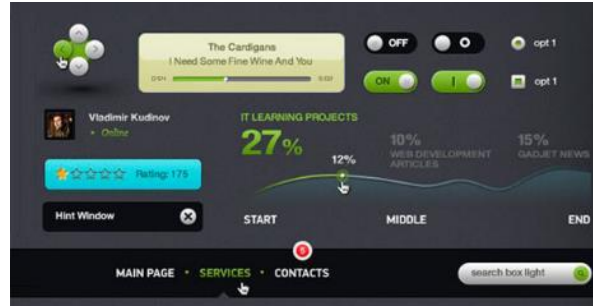 The Cardigans
I Need Some Fine Wine And You
OFF
opt 1
ON
opt 1
Vladimir Kudinov
Online
Rating: 175
Hint Window
IT LEARNING PROJECTS
27%
12%
10%
WEB DEVELOPMENT
ARTICLES
15%
GADJET NEWS
START
MIDDLE
END
5
MAIN PAGE • SERVICES • CONTACTS
search box light